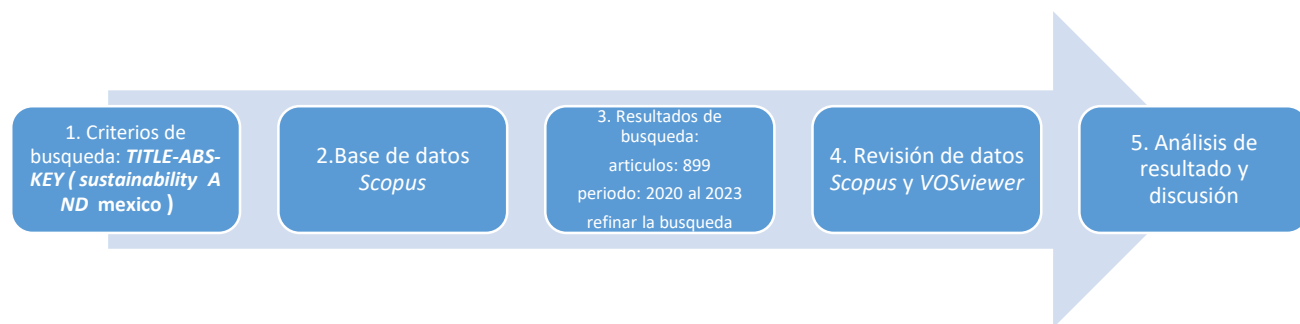 1. Criterios de
busqueda: TITLE-ABS-
KEY ( sustainability A
ND mexico )
2.Base de datos
Scopus
3. Resultados de
busqueda:
articulos: 899
periodo: 2020 al 2023
refinar la busqueda
4. Revisión de datos
Scopus y VOSviewer
5. Análisis de
resultado y
discusión